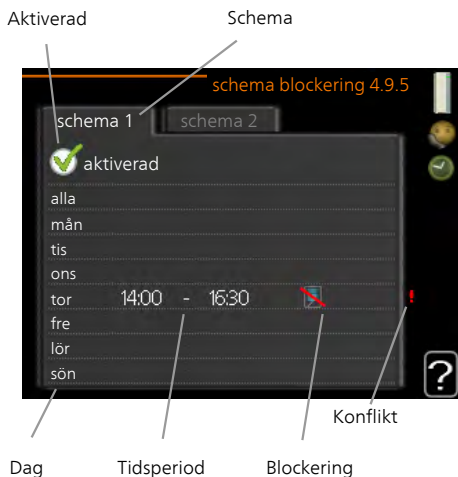 Aktiverad Schema
schema blockering 4.9.5
schema 1 schema 2
aktiverad
alla
mån
tis
ons
tor 14:00 - 16:30 !
fre
lör
sön
?
Konflikt
Dag Tidsperiod Blockering